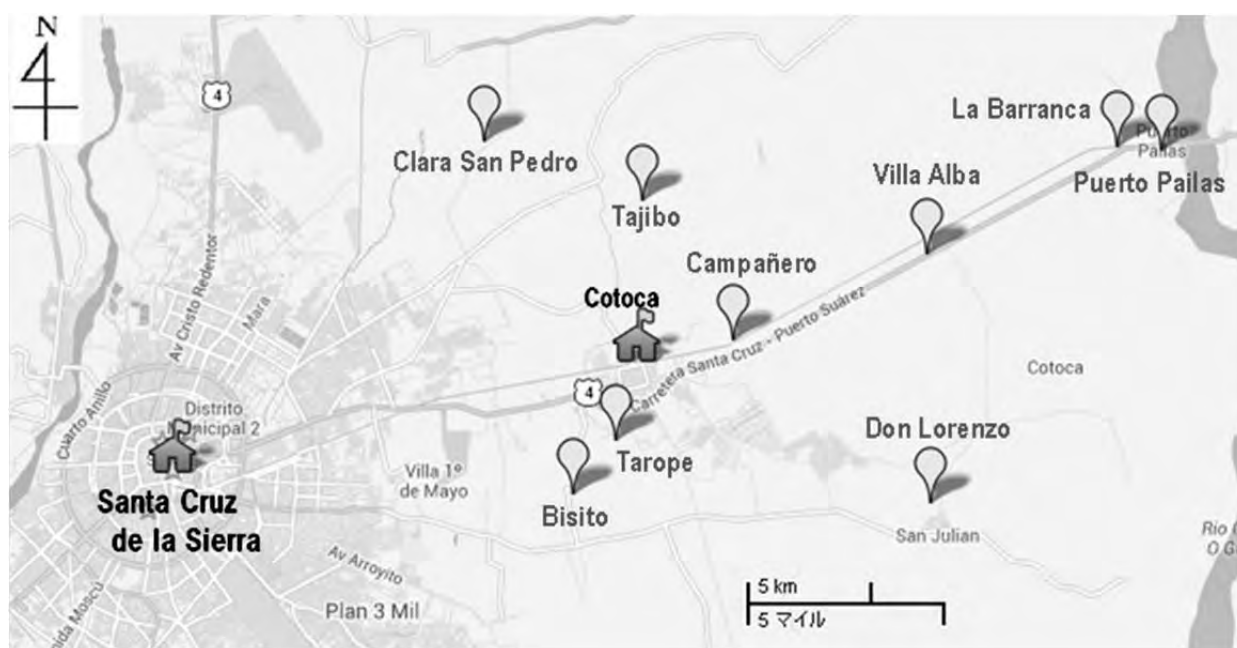 N
4
La Barranca
Clara San Pedro
Puerto
Pailas
Villa Alba
Puerto Pailas
Tajibo
Av Cristo Redentor
Mara
Campañero
Cotoca
Carretera Santa Cruz - Puerto Suárez
Cuarto Anillo
Distrito
Municipal 2
4
Cotoca
Don Lorenzo
Tarope
Villa 1º
de Mayo
Santa Cruz
de la Sierra
Bisito
San Julian
Av Arroyito
5 km
5 マイル
Plan 3 Mil